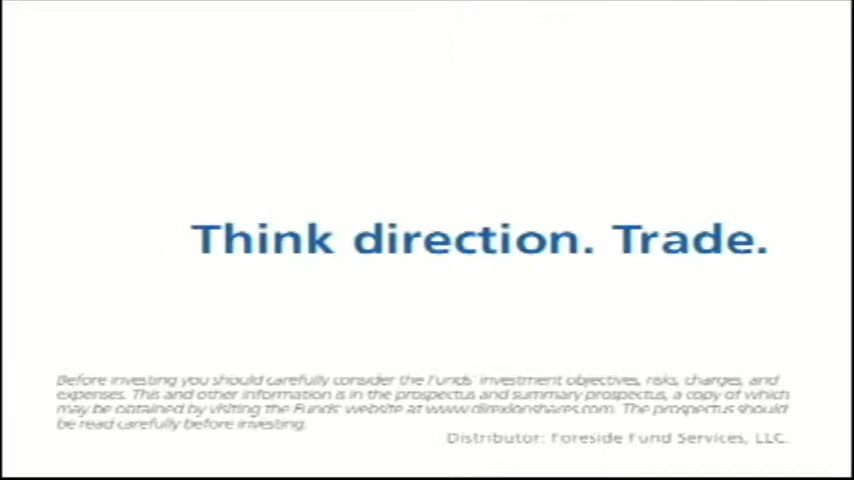 Think direction. Trade.
Before investing you should carefully consider the Funds' investment objectives, risks, charges, and
expenses. This and other information is in the prospectus and summary prospectus, a copy of which
may be obtained by visiting the Funds' website at www.direxionshares.com. The prospectus should
be read carefully before investing.
Distributor: Foreside Fund Services, LLC.